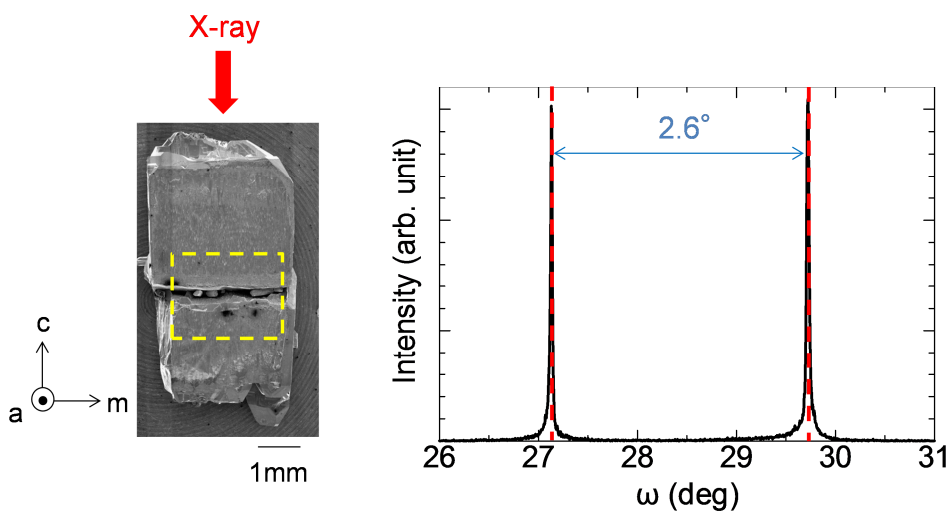 X-ray
c
a
m
1mm
Intensity (arb. unit)
2.6°
26
27
28
29
30
31
ω (deg)